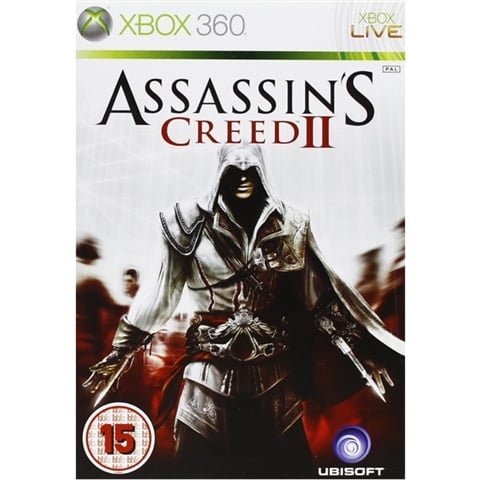 XBOX 360
XBOX
LIVE
PAL
ASSASSIN'S
CREED II
15
UBISOFT